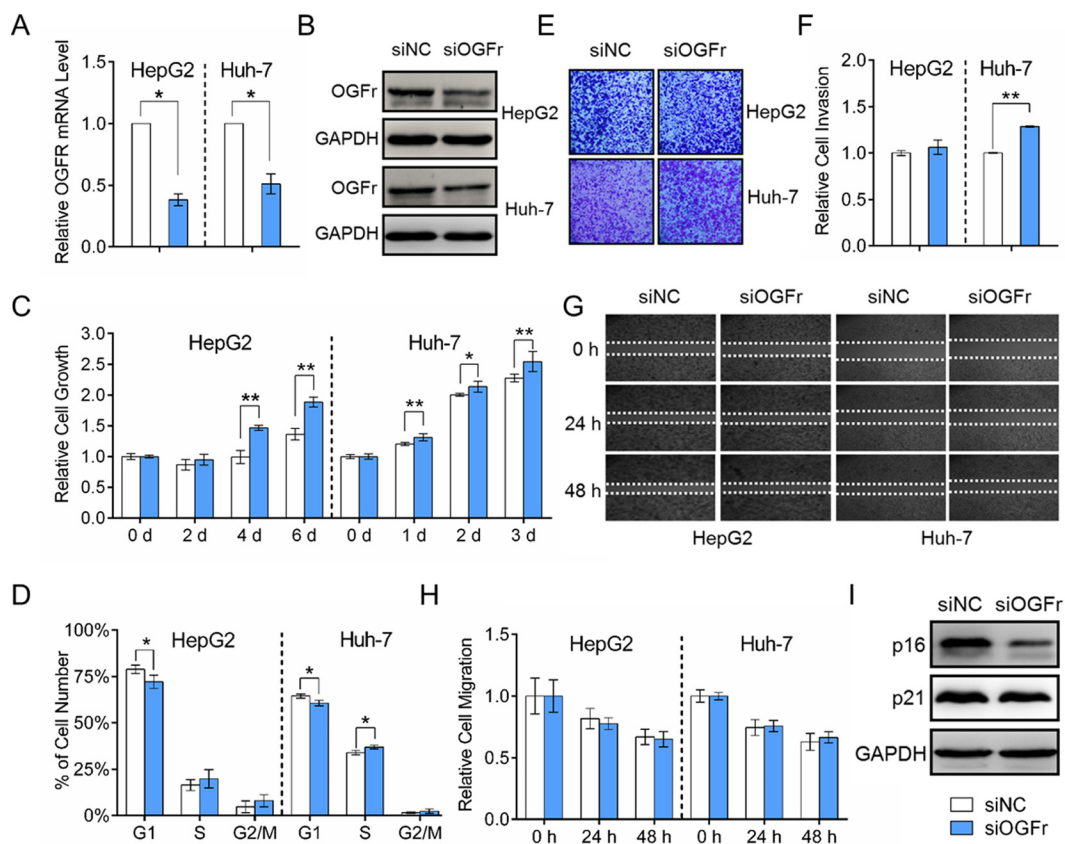 A
Relative OGFR mRNA Level
1.5
1.0
0.5
0.0
HepG2
Huh-7
*
*
B
siNC siOGFr
OGFr
GAPDH
HepG2
OGFr
GAPDH
Huh-7
E
siNC siOGFr
HepG2
Huh-7
F
Relative Cell Invasion
2.0
1.5
1.0
0.5
0.0
HepG2
Huh-7
**
C
Relative Cell Growth
3.0
2.5
2.0
1.5
1.0
0.5
0.0
HepG2
Huh-7
**
**
**
*
**
0 d 2 d 4 d 6 d 0 d 1 d 2 d 3 d
G
siNC siOGFr siNC siOGFr
0 h
24 h
48 h
HepG2 Huh-7
D
% of Cell Number
100%
75%
50%
25%
0%
HepG2
Huh-7
*
*
*
G1 S G2/M G1 S G2/M
H
Relative Cell Migration
1.5
1.0
0.5
0.0
HepG2
Huh-7
0 h 24 h 48 h 0 h 24 h 48 h
I
siNC siOGFr
p16
p21
GAPDH
siNC
siOGFr